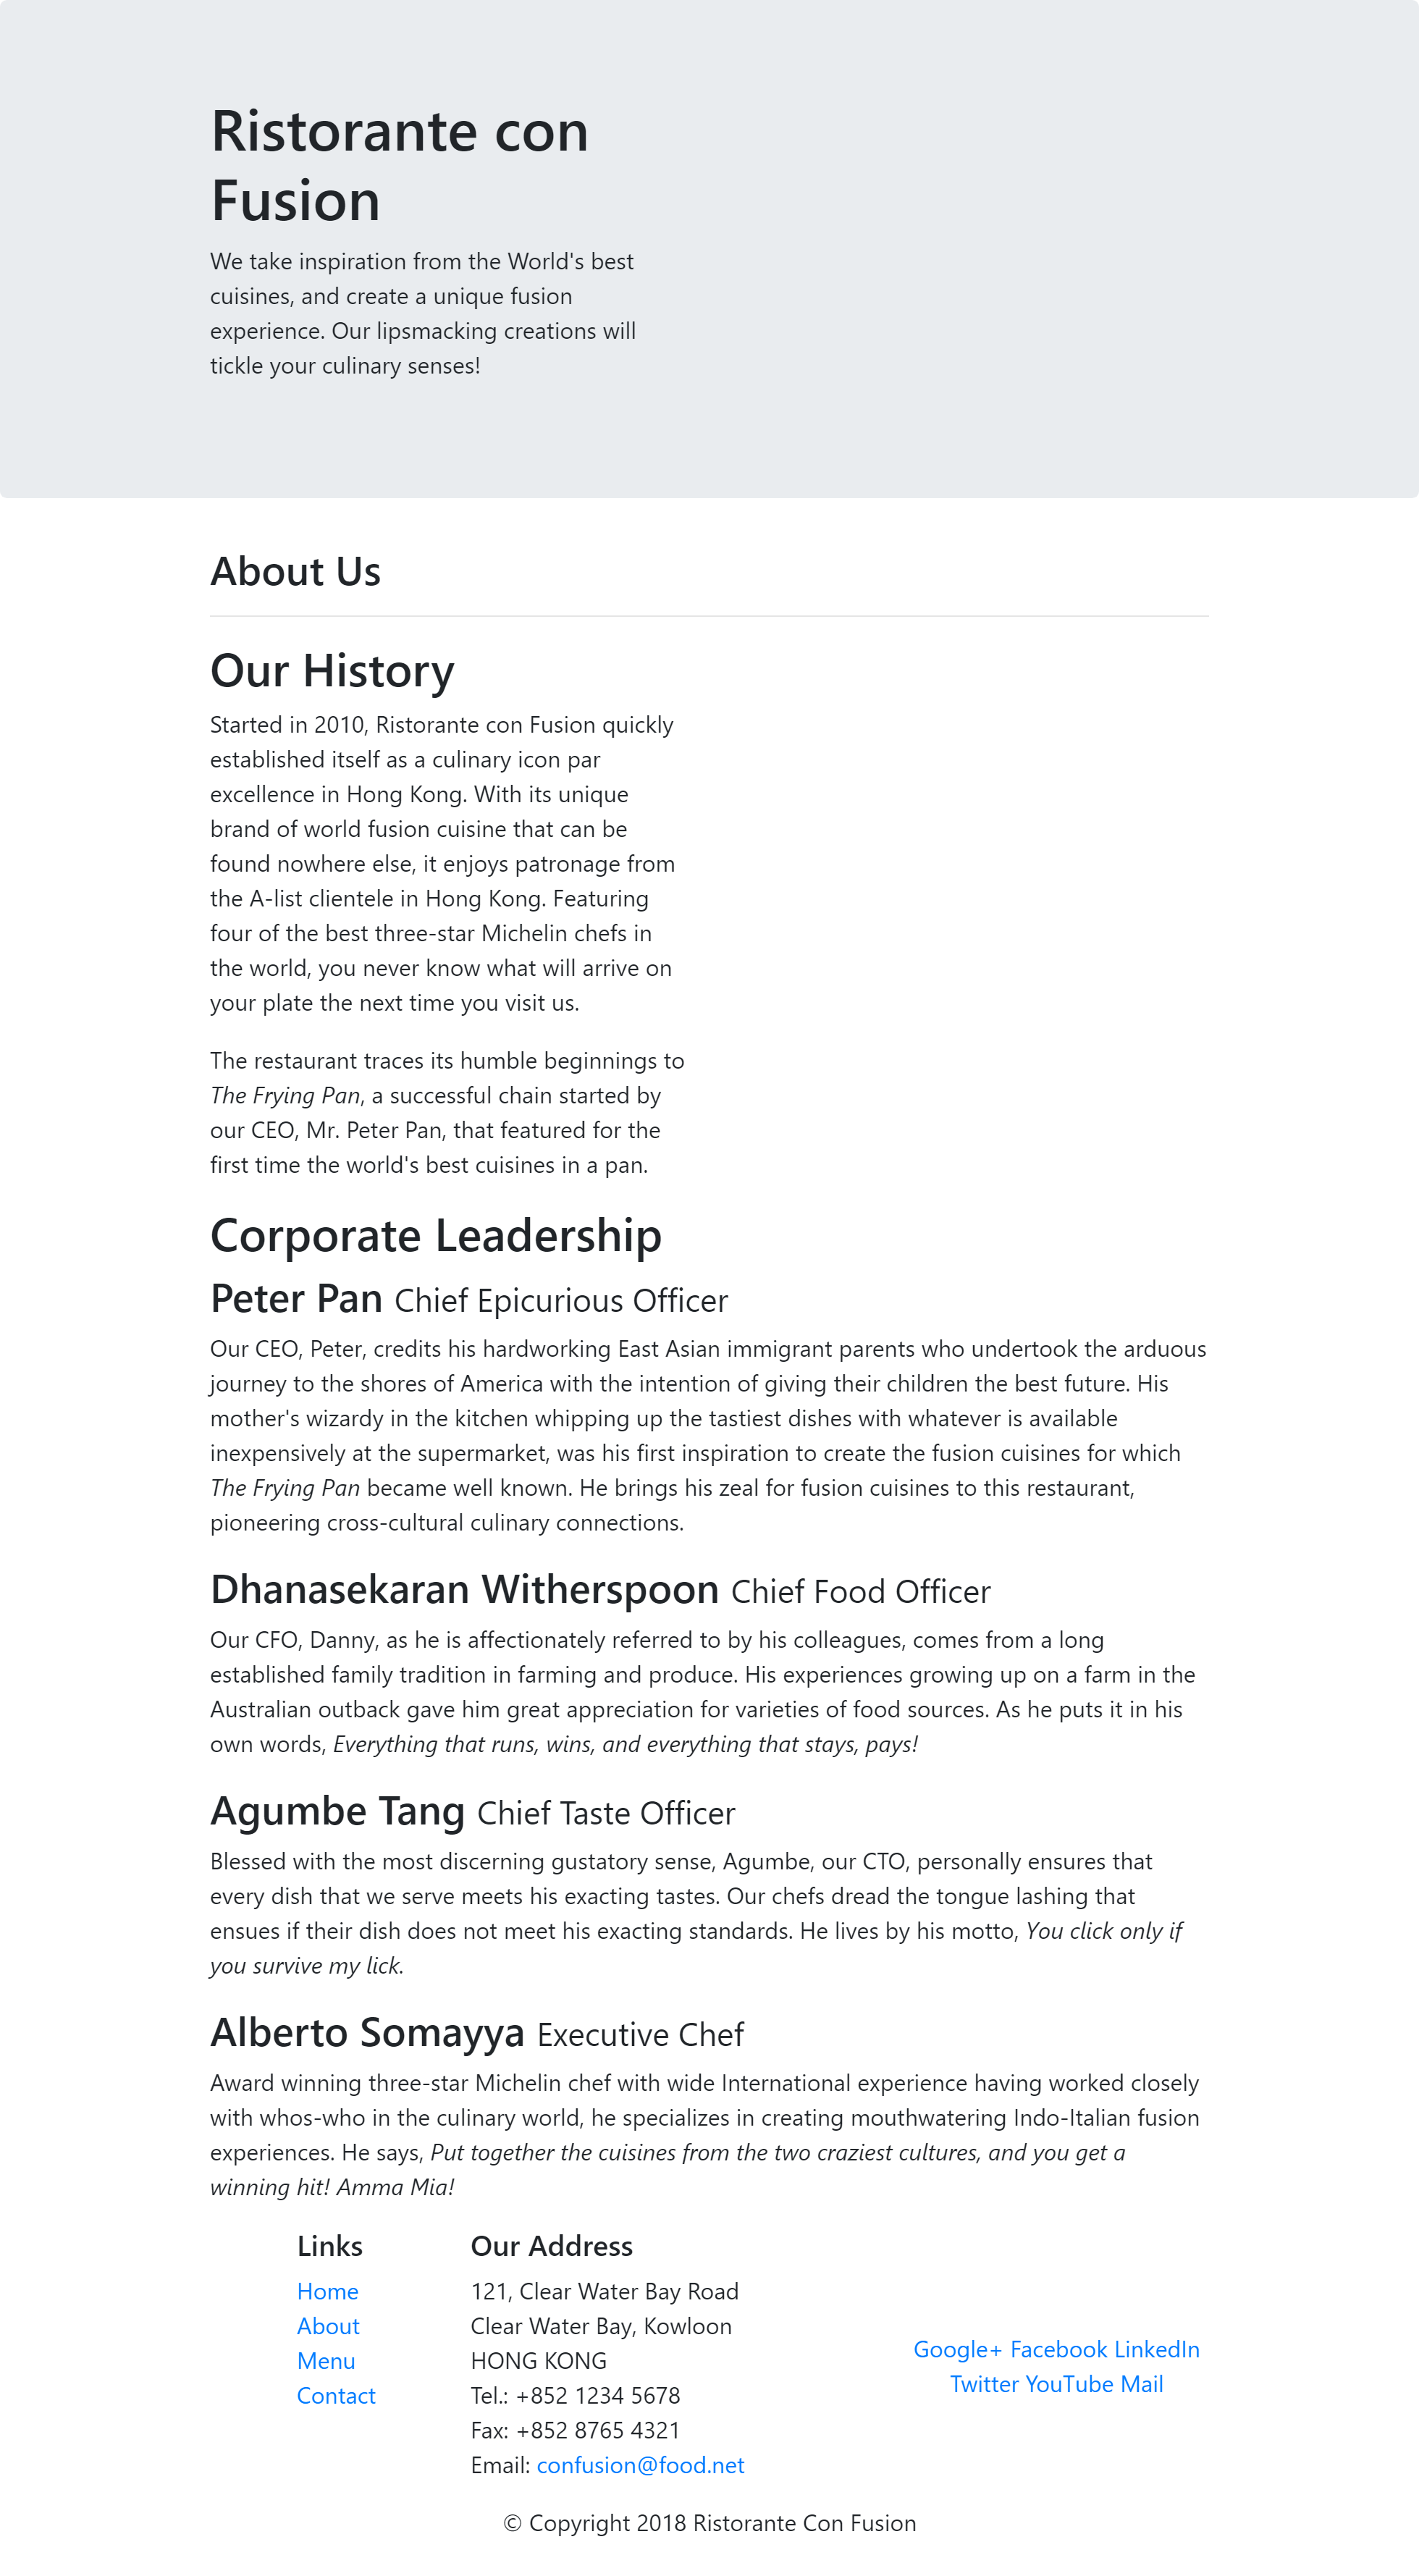 Ristorante con
Fusion
We take inspiration from the World's best
cuisines, and create a unique fusion
experience. Our lipsmacking creations will
tickle your culinary senses!
About Us
Our History
Started in 2010, Ristorante con Fusion quickly
established itself as a culinary icon par
excellence in Hong Kong. With its unique
brand of world fusion cuisine that can be
found nowhere else, it enjoys patronage from
the A-list clientele in Hong Kong. Featuring
four of the best three-star Michelin chefs in
the world, you never know what will arrive on
your plate the next time you visit us.
The restaurant traces its humble beginnings to
The Frying Pan, a successful chain started by
our CEO, Mr. Peter Pan, that featured for the
first time the world's best cuisines in a pan.
Corporate Leadership
Peter Pan Chief Epicurious Officer
Our CEO, Peter, credits his hardworking East Asian immigrant parents who undertook the arduous
journey to the shores of America with the intention of giving their children the best future. His
mother's wizardy in the kitchen whipping up the tastiest dishes with whatever is available
inexpensively at the supermarket, was his first inspiration to create the fusion cuisines for which
The Frying Pan became well known. He brings his zeal for fusion cuisines to this restaurant,
pioneering cross-cultural culinary connections.
Dhanasekaran Witherspoon Chief Food Officer
Our CFO, Danny, as he is affectionately referred to by his colleagues, comes from a long
established family tradition in farming and produce. His experiences growing up on a farm in the
Australian outback gave him great appreciation for varieties of food sources. As he puts it in his
own words, Everything that runs, wins, and everything that stays, pays!
Agumbe Tang Chief Taste Officer
Blessed with the most discerning gustatory sense, Agumbe, our CTO, personally ensures that
every dish that we serve meets his exacting tastes. Our chefs dread the tongue lashing that
ensues if their dish does not meet his exacting standards. He lives by his motto, You click only if
you survive my lick.
Alberto Somayya Executive Chef
Award winning three-star Michelin chef with wide International experience having worked closely
with whos-who in the culinary world, he specializes in creating mouthwatering Indo-Italian fusion
experiences. He says, Put together the cuisines from the two craziest cultures, and you get a
winning hit! Amma Mia!
Links
Home
About
Menu
Contact
Our Address
121, Clear Water Bay Road
Clear Water Bay, Kowloon
HONG KONG
Tel.: +852 1234 5678
Fax: +852 8765 4321
Email: confusion@food.net
Google+ Facebook LinkedIn
Twitter YouTube Mail
© Copyright 2018 Ristorante Con Fusion